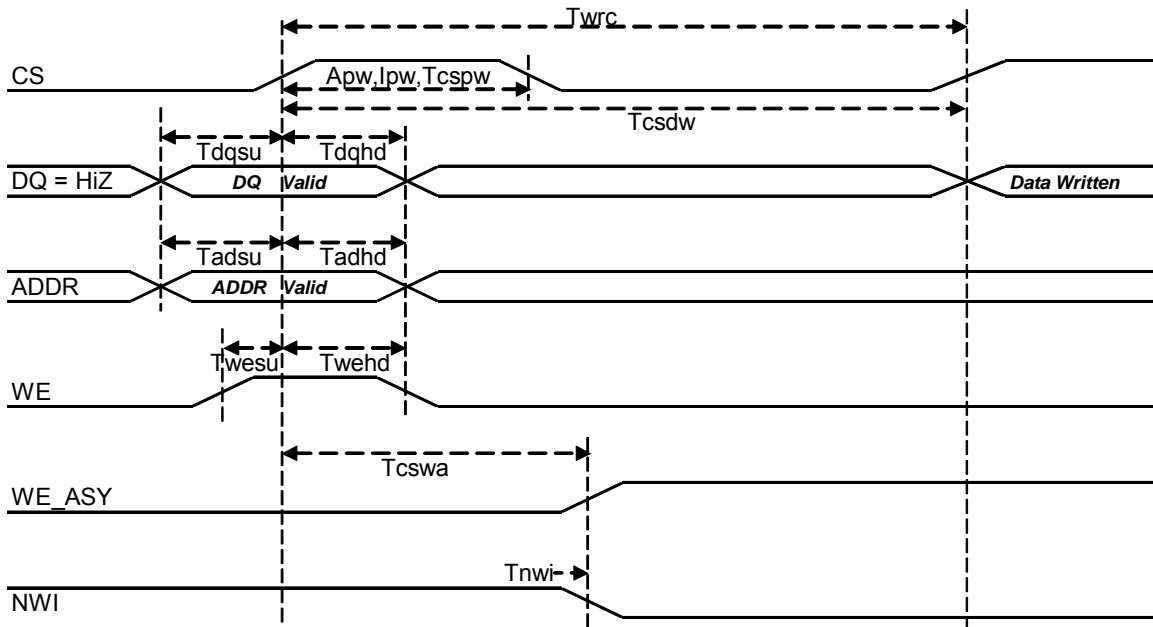 Twrc
CS
Apw,Ipw,Tcspw
Tcsdw
Tdqsu Tdqhd
DQ = HiZ DQ Valid Data Written
Tadsu Tadhd
ADDR ADDR Valid
Twesu Twehd
WE
Tcswa
WE_ASY
Tnwi
NWI